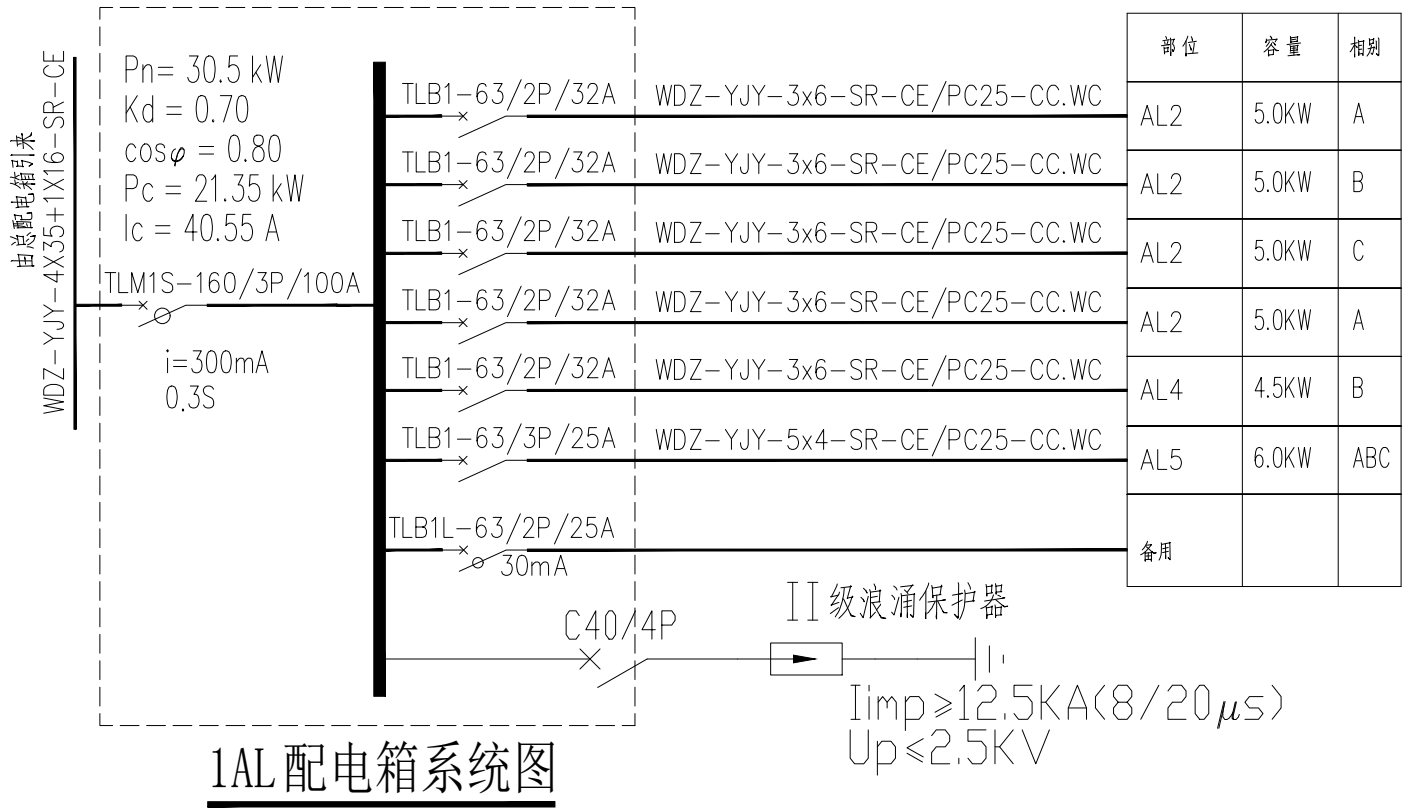 由总配电箱引来
WDZ-YJY-4X35+1X16-SR-CE
Pn= 30.5 kW
Kd = 0.70
cosφ = 0.80
Pc = 21.35 kW
Ic = 40.55 A
TLM1S-160/3P/100A
i=300mA
0.3S
部位 容量 相别
TLB1-63/2P/32A WDZ-YJY-3x6-SR-CE/PC25-CC.WC AL2 5.0KW A
TLB1-63/2P/32A WDZ-YJY-3x6-SR-CE/PC25-CC.WC AL2 5.0KW B
TLB1-63/2P/32A WDZ-YJY-3x6-SR-CE/PC25-CC.WC AL2 5.0KW C
TLB1-63/2P/32A WDZ-YJY-3x6-SR-CE/PC25-CC.WC AL2 5.0KW A
TLB1-63/2P/32A WDZ-YJY-3x6-SR-CE/PC25-CC.WC AL4 4.5KW B
TLB1-63/3P/25A WDZ-YJY-5x4-SR-CE/PC25-CC.WC AL5 6.0KW ABC
TLB1L-63/2P/25A 备用
30mA
C40/4P II级浪涌保护器
Iimp≥12.5KA(8/20μs)
Up≤2.5KV
1AL配电箱系统图